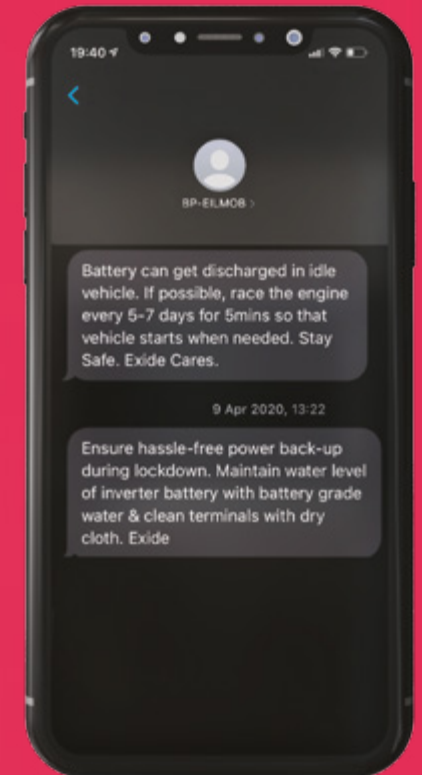 19:40
BP-EILMOB >
Battery can get discharged in idle
vehicle. If possible, race the engine
every 5-7 days for 5mins so that
vehicle starts when needed. Stay
Safe. Exide Cares.
9 Apr 2020, 13:22
Ensure hassle-free power back-up
during lockdown. Maintain water level
of inverter battery with battery grade
water & clean terminals with dry
cloth. Exide